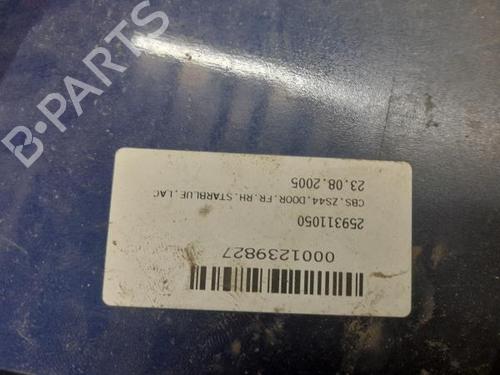 B-PARTS
0001239827
259311050
CBS.ZS44.DOOR.FR.RH.STARBLUE.LAC
23.08.2005